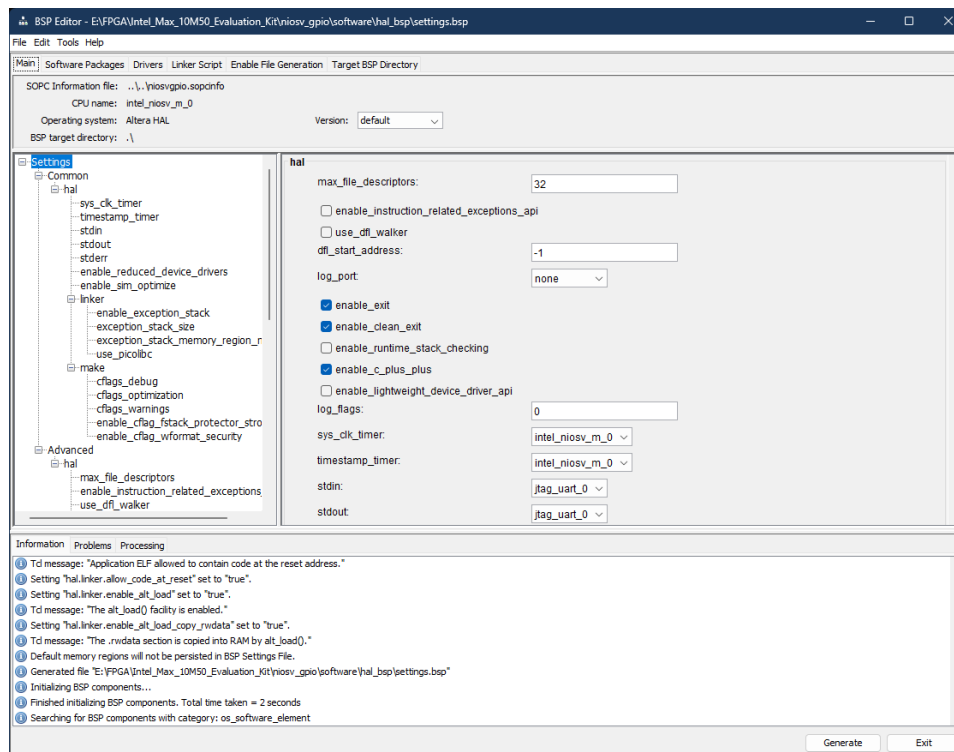 BSP Editor - E:\FPGA\Intel_Max_10M50_Evaluation_Kit\niosv_gpio\software\hal_bsp\settings.bsp
File Edit Tools Help
Main Software Packages Drivers Linker Script Enable File Generation Target BSP Directory
SOPC Information file: ..\..\niosvgpio.sopcinfo
CPU name: intel_niosv_m_0
Operating system: Altera HAL Version: default
BSP target directory: .\
Settings
Common
hal
sys_clk_timer
timestamp_timer
stdin
stdout
stderr
enable_reduced_device_drivers
enable_sim_optimize
linker
enable_exception_stack
exception_stack_size
exception_stack_memory_region_n
use_picolibc
make
cflags_debug
cflags_optimization
cflags_warnings
enable_cflag_fstack_protector_stro
enable_cflag_wformat_security
Advanced
hal
max_file_descriptors
enable_instruction_related_exceptions_
use_dfl_walker
hal
max_file_descriptors: 32
enable_instruction_related_exceptions_api
use_dfl_walker
dfl_start_address: -1
log_port: none
enable_exit
enable_clean_exit
enable_runtime_stack_checking
enable_c_plus_plus
enable_lightweight_device_driver_api
log_flags: 0
sys_clk_timer: intel_niosv_m_0
timestamp_timer: intel_niosv_m_0
stdin: jtag_uart_0
stdout: jtag_uart_0
Information Problems Processing
Tcl message: "Application ELF allowed to contain code at the reset address."
Setting "hal.linker.allow_code_at_reset" set to "true".
Setting "hal.linker.enable_alt_load" set to "true".
Tcl message: "The alt_load() facility is enabled."
Setting "hal.linker.enable_alt_load_copy_rwdata" set to "true".
Tcl message: "The .rwdata section is copied into RAM by alt_load()."
Default memory regions will not be persisted in BSP Settings File.
Generated file "E:\FPGA\Intel_Max_10M50_Evaluation_Kit\niosv_gpio\software\hal_bsp\settings.bsp"
Initializing BSP components...
Finished initializing BSP components. Total time taken = 2 seconds
Searching for BSP components with category: os_software_element
Generate Exit